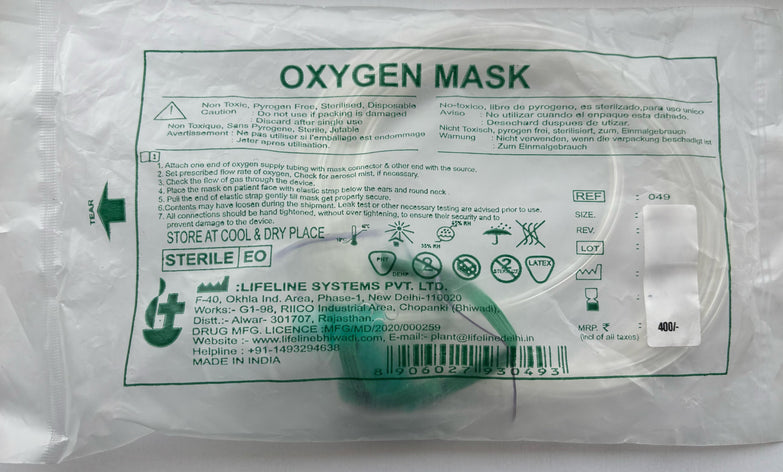 OXYGEN MASK
Non Toxic, Pyrogen Free, Sterilised, Disposable
Caution : Do not use if packing is damaged
: Discard after single use
Non Toxique, Sans Pyrogene, Sterile, Jetable
Avertissement : Ne pas utiliser si l'emballage est endommage
: Jeter apres utilisation.
No-toxico, libre de pyrogeno, es sterilizado, para uso unico
Aviso : No utilizar cuando el enpaque esta dahado.
: Desechard duspues de utizar.
Nicht Toxisch, pyrogen frei, sterilisiert, zum, Einmalgebrauch
Warnung : Nicht verwenden, wenn die verpackung beschadigt ist
: Zum Einmalgebrauch
1. Attach one end of oxygen supply tubing with mask connector & other end with the source.
2. Set prescribed flow rate of oxygen, Check for aerosol mist, if necessary.
3. Check the flow of gas through the device.
4. Place the mask on patient face with elastic strap below the ears and round neck.
5. Pull the end of elastic strap gently till mask get properly secure.
6. Contents may have loosen during the shipment. Leak test or other necessary testing are advised prior to use.
7. All connections should be hand tightened, without over tightening, to ensure their security and to
prevent damage to the device.
TEAR
STORE AT COOL & DRY PLACE
STERILE EO
PHT
DEHP
2
2
LATEX
:LIFELINE SYSTEMS PVT. LTD.
F-40, Okhla Ind. Area, Phase-1, New Delhi-110020
Works:- G1-98, RIICO Industrial Area, Chopanki (Bhiwadi),
Distt.:- Alwar- 301707, Rajasthan.
DRUG MFG. LICENCE :MFG/MD/2020/000259
Website :- www.lifelinebhiwadi.com, E-mail:- plant@lifelinedelhi.in
Helpline : +91-1493294638
MADE IN INDIA
8 906027 930493
REF : 049
SIZE. :
REV. :
LOT :
MRP. ₹ : 400/-
(incl of all taxes)